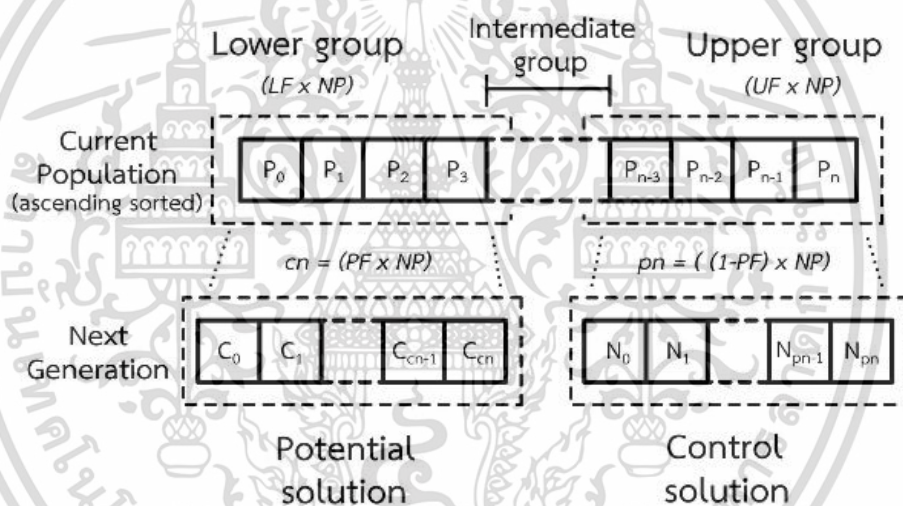 Lower group
(LF x NP)
Intermediate
group
Upper group
(UF x NP)
Current
Population
(ascending sorted)
P0 P1 P2 P3 Pn-3 Pn-2 Pn-1 Pn
cn = (PF x NP)
pn = ( (1-PF) x NP)
Next
Generation
C0 C1 Ccn-1 Ccn N0 N1 Npn-1 Npn
Potential
solution
Control
solution